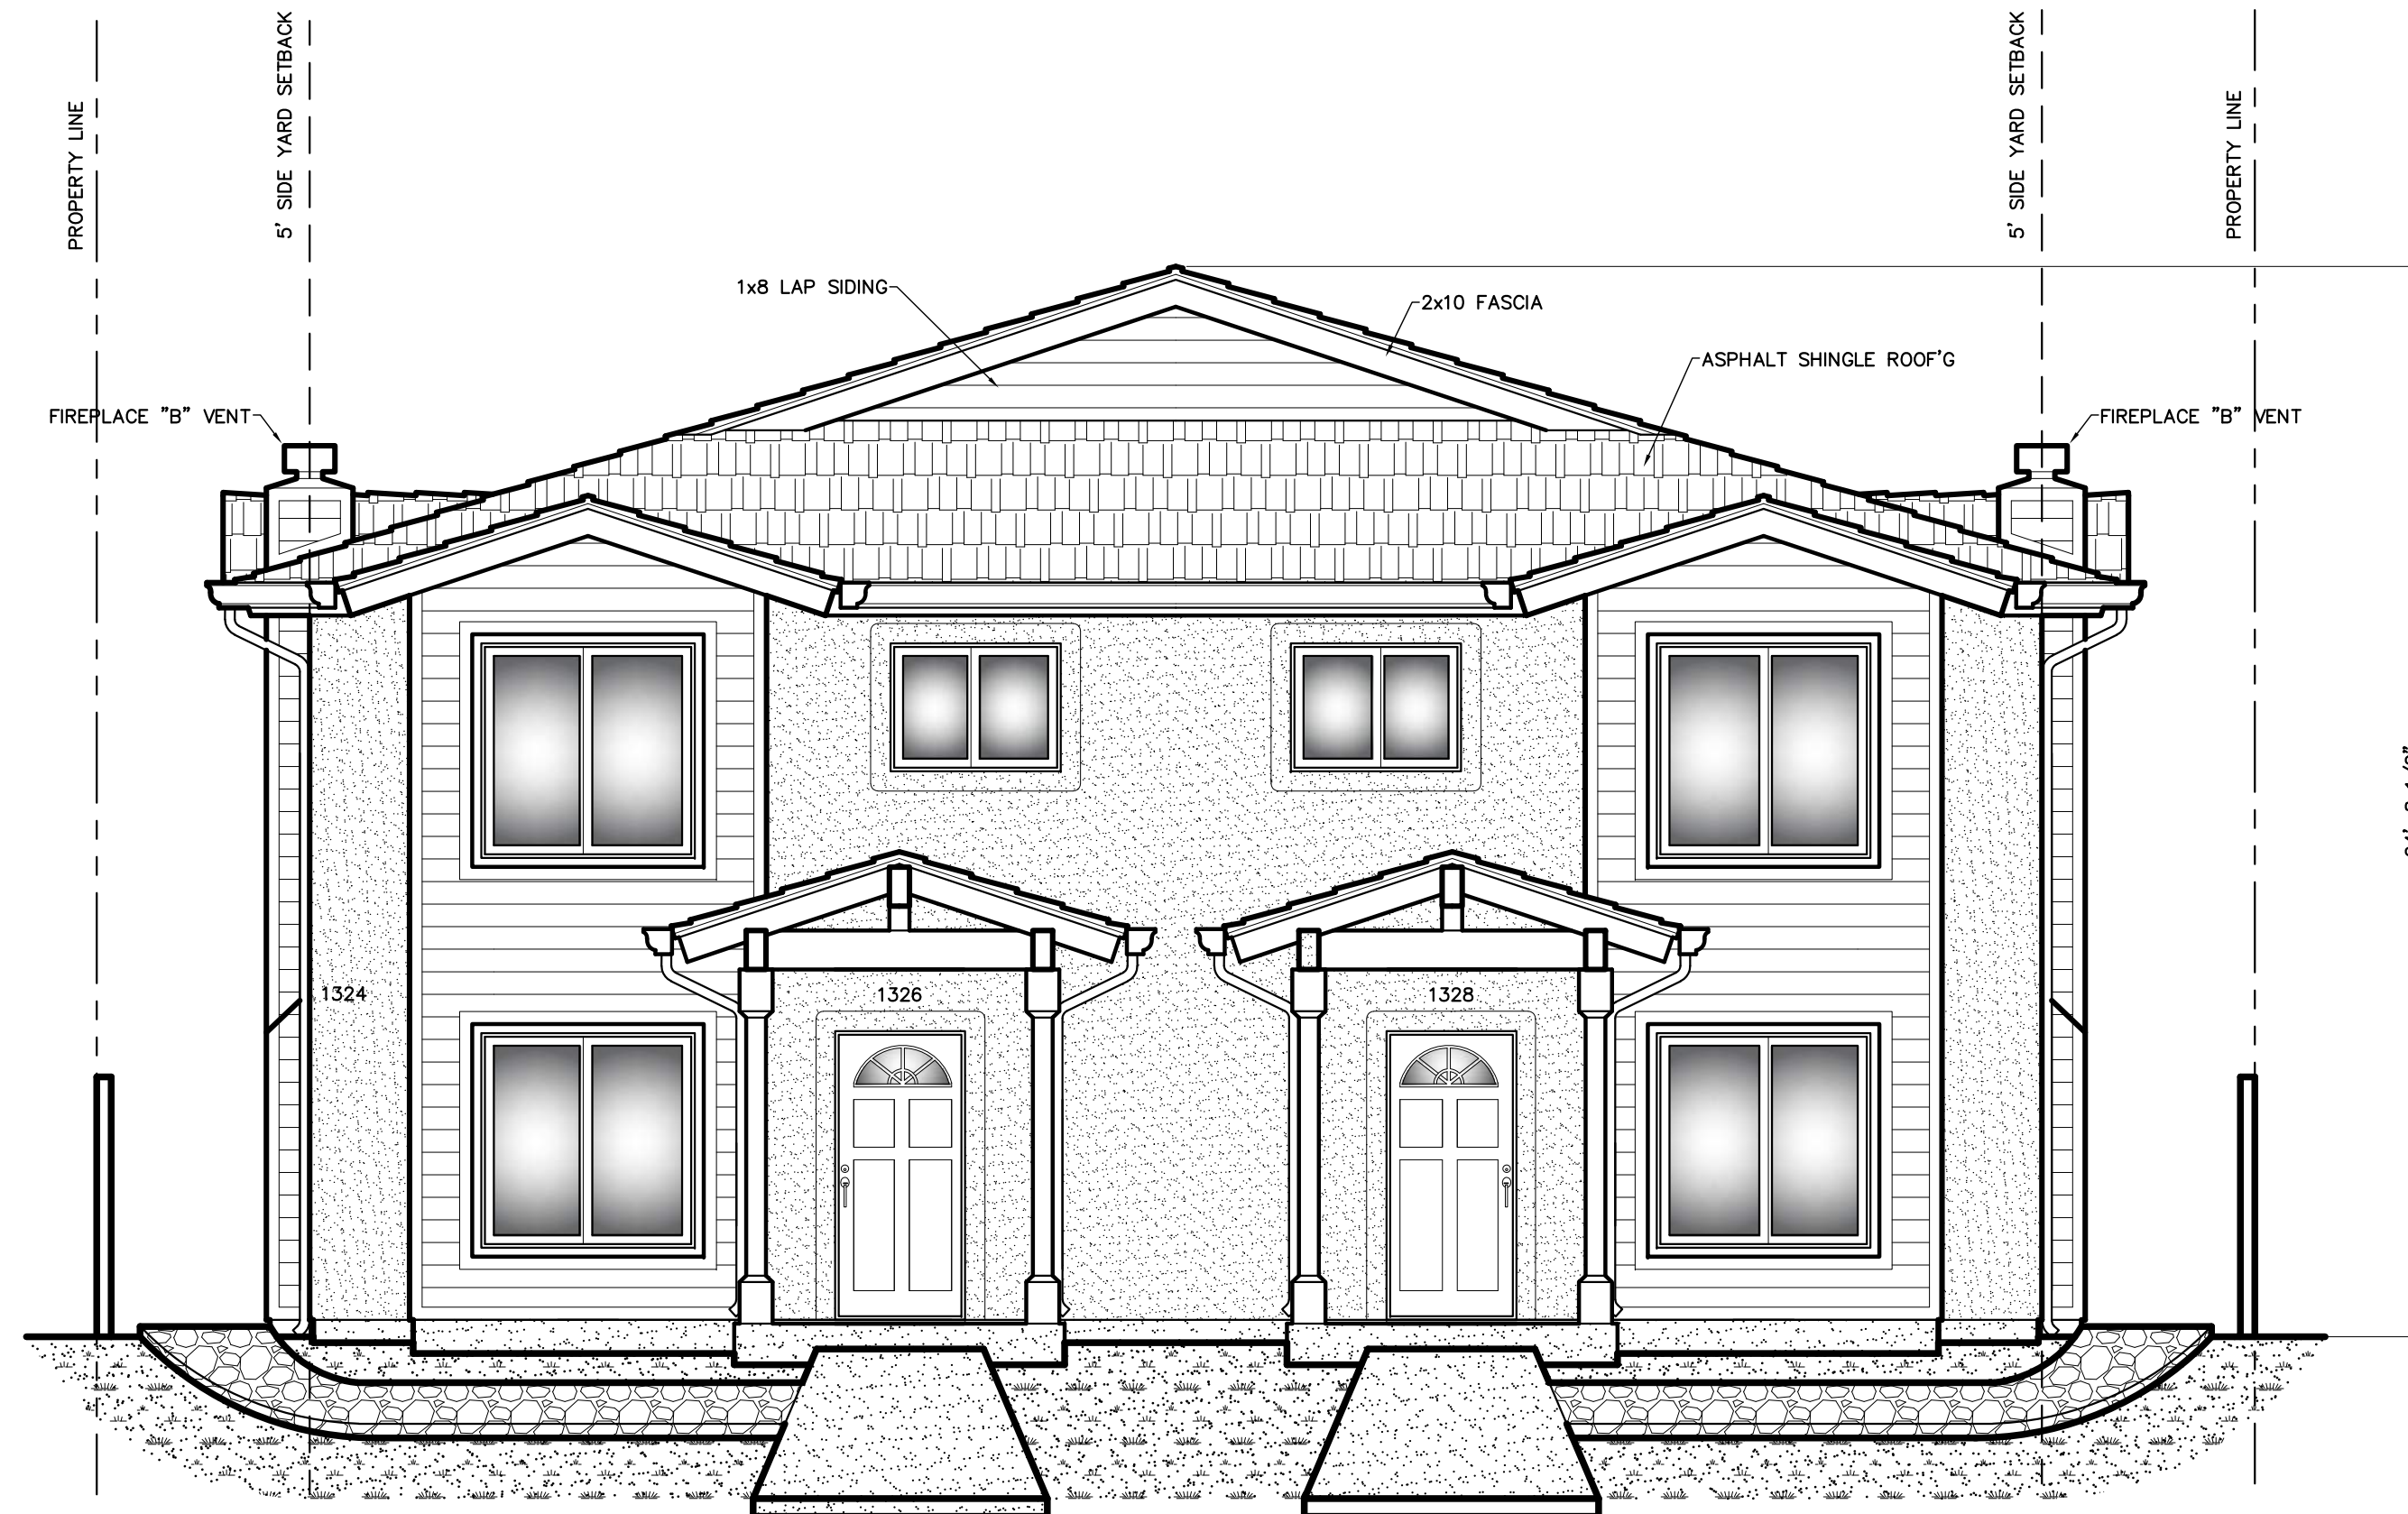 PROPERTY LINE
5' SIDE YARD SETBACK
5' SIDE YARD SETBACK
PROPERTY LINE
1x8 LAP SIDING
2x10 FASCIA
ASPHALT SHINGLE ROOF'G
FIREPLACE "B" VENT
FIREPLACE "B" VENT
1324
1326
1328